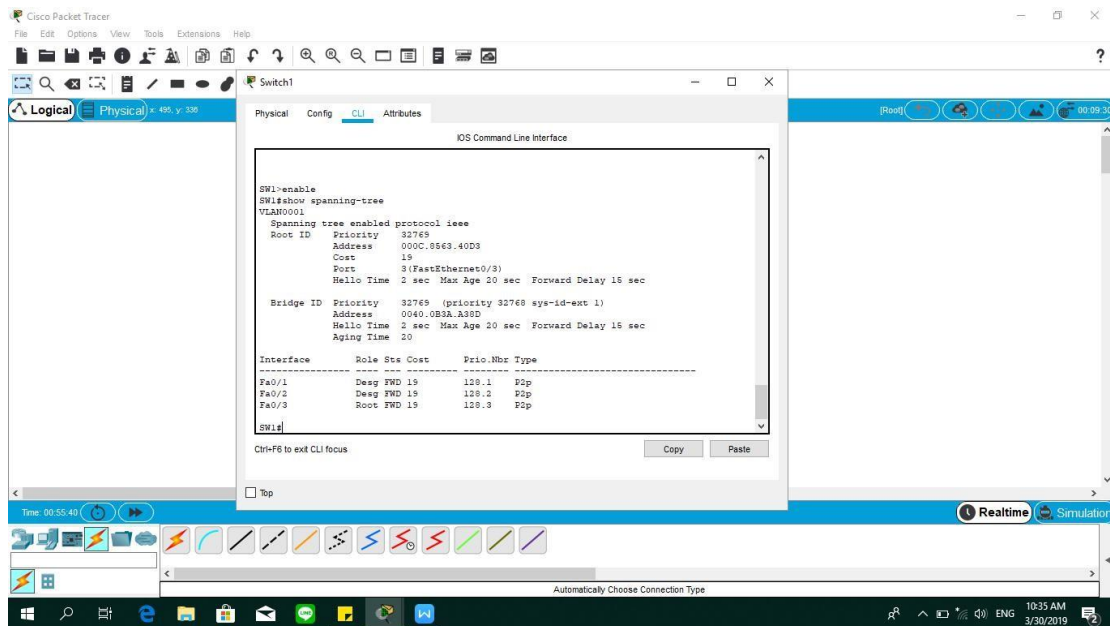 Cisco Packet Tracer
File Edit Options View Tools Extensions Help
?
Switch1
Logical
Physical
x: 495, y: 336
[Root]
00:09:30
Physical Config CLI Attributes
IOS Command Line Interface
SW1>enable
SW1#show spanning-tree
VLAN0001
Spanning tree enabled protocol ieee
Root ID Priority 32769
Address 000C.8563.40D3
Cost 19
Port 3(FastEthernet0/3)
Hello Time 2 sec Max Age 20 sec Forward Delay 15 sec
Bridge ID Priority 32769 (priority 32768 sys-id-ext 1)
Address 0040.0B3A.A38D
Hello Time 2 sec Max Age 20 sec Forward Delay 15 sec
Aging Time 20
Interface Role Sts Cost Prio.Nbr Type
---------------- ---- --- --------- -------- --------------------------------
Fa0/1 Desg FWD 19 128.1 P2p
Fa0/2 Desg FWD 19 128.2 P2p
Fa0/3 Root FWD 19 128.3 P2p
SW1#
Ctrl+F6 to exit CLI focus
Copy
Paste
Top
Time: 00:55:40
Realtime
Simulation
Automatically Choose Connection Type
ENG
10:35 AM
3/30/2019
2